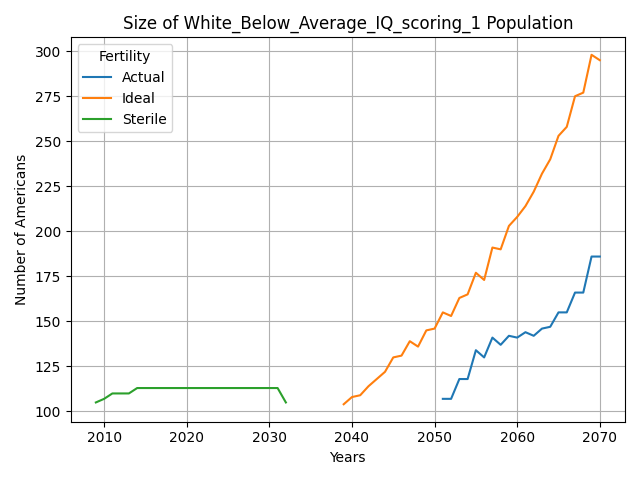 Size of White_Below_Average_IQ_scoring_1 Population
Number of Americans
300
275
250
225
200
175
150
125
100
Fertility
Actual
Ideal
Sterile
2010 2020 2030 2040 2050 2060 2070
Years